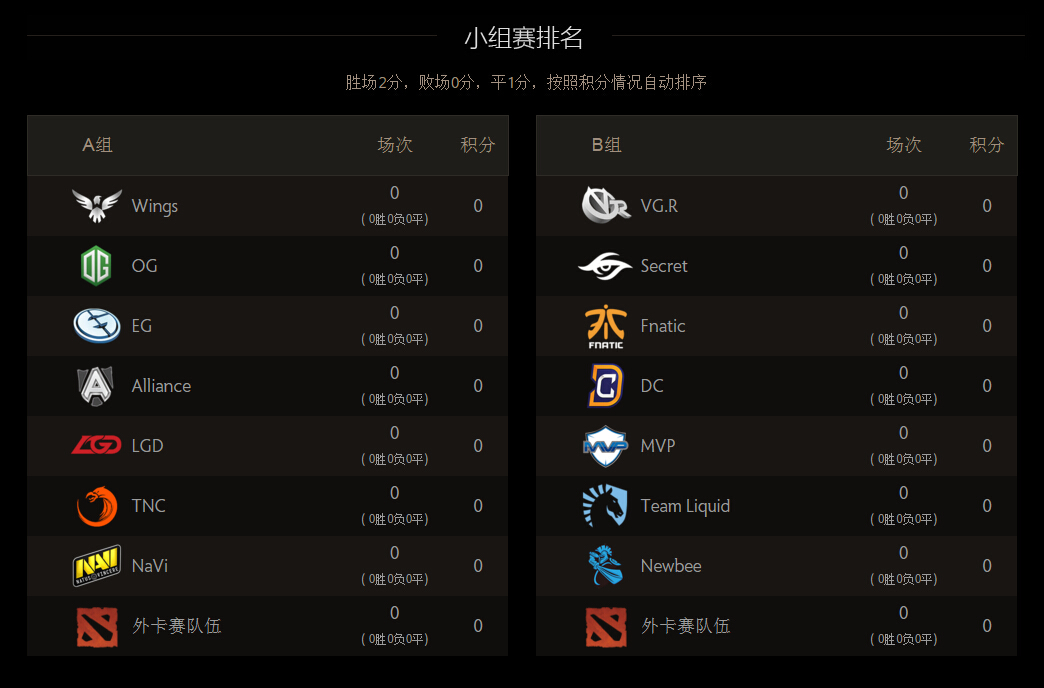 小组赛排名
胜场2分，败场0分，平1分，按照积分情况自动排序
A组 场次 积分
Wings 0 0
( 0胜0负0平)
OG OG 0 0
( 0胜0负0平)
EG 0 0
( 0胜0负0平)
A Alliance 0 0
( 0胜0负0平)
LGD LGD 0 0
( 0胜0负0平)
TNC 0 0
( 0胜0负0平)
NAVI NaVi 0 0
NATUS VINCERE
( 0胜0负0平)
外卡赛队伍 0 0
( 0胜0负0平)
B组 场次 积分
VGR VG.R 0 0
( 0胜0负0平)
Secret 0 0
( 0胜0负0平)
FNATIC Fnatic 0 0
( 0胜0负0平)
DC DC 0 0
( 0胜0负0平)
MVP MVP 0 0
( 0胜0负0平)
Team Liquid 0 0
( 0胜0负0平)
Newbee 0 0
( 0胜0负0平)
外卡赛队伍 0 0
( 0胜0负0平)